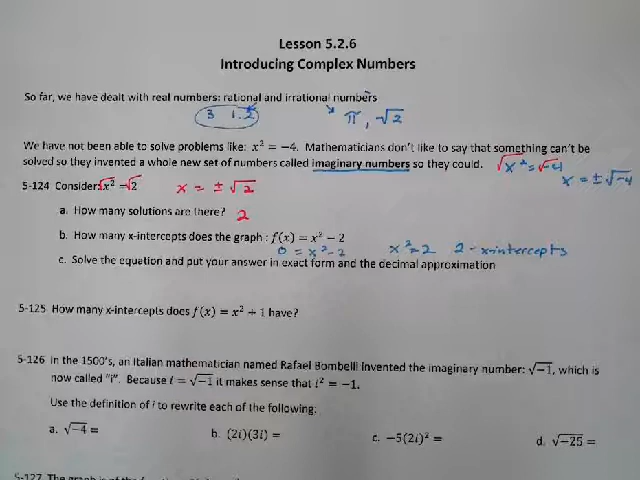 Lesson 5.2.6
Introducing Complex Numbers
So far, we have dealt with real numbers: rational and irrational numbers
3 1.2 π, √2
We have not been able to solve problems like: x² = −4. Mathematicians don't like to say that something can't be
solved so they invented a whole new set of numbers called imaginary numbers so they could. √x² = √-4
x = ±√-4
5-124 Consider √x² = √2 x = ±√2
a. How many solutions are there? 2
b. How many x-intercepts does the graph : f(x) = x² − 2
0 = x² - 2 x² = 2 2 - x-intercepts
c. Solve the equation and put your answer in exact form and the decimal approximation
5-125 How many x-intercepts does f(x) = x² + 1 have?
5-126 In the 1500's, an Italian mathematician named Rafael Bombelli invented the imaginary number: √−1, which is
now called "i". Because i = √−1 it makes sense that i² = −1.
Use the definition of i to rewrite each of the following:
a. √−4 = b. (2i)(3i) = c. −5(2i)² = d. √−25 =